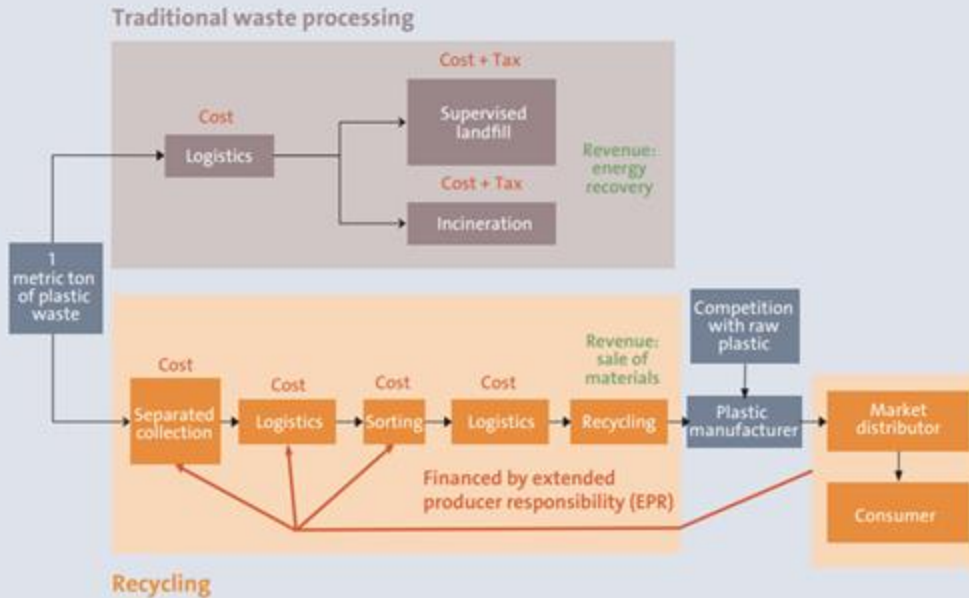 Traditional waste processing
Cost + Tax
Cost
Supervised
landfill
Logistics
Revenue:
energy
recovery
Cost + Tax
Incineration
1
metric ton
of plastic
waste
Competition
with raw
plastic
Revenue:
sale of
materials
Cost
Cost
Cost
Cost
Separated
collection
Logistics
Sorting
Logistics
Recycling
Plastic
manufacturer
Market
distributor
Financed by extended
producer responsibility (EPR)
Consumer
Recycling